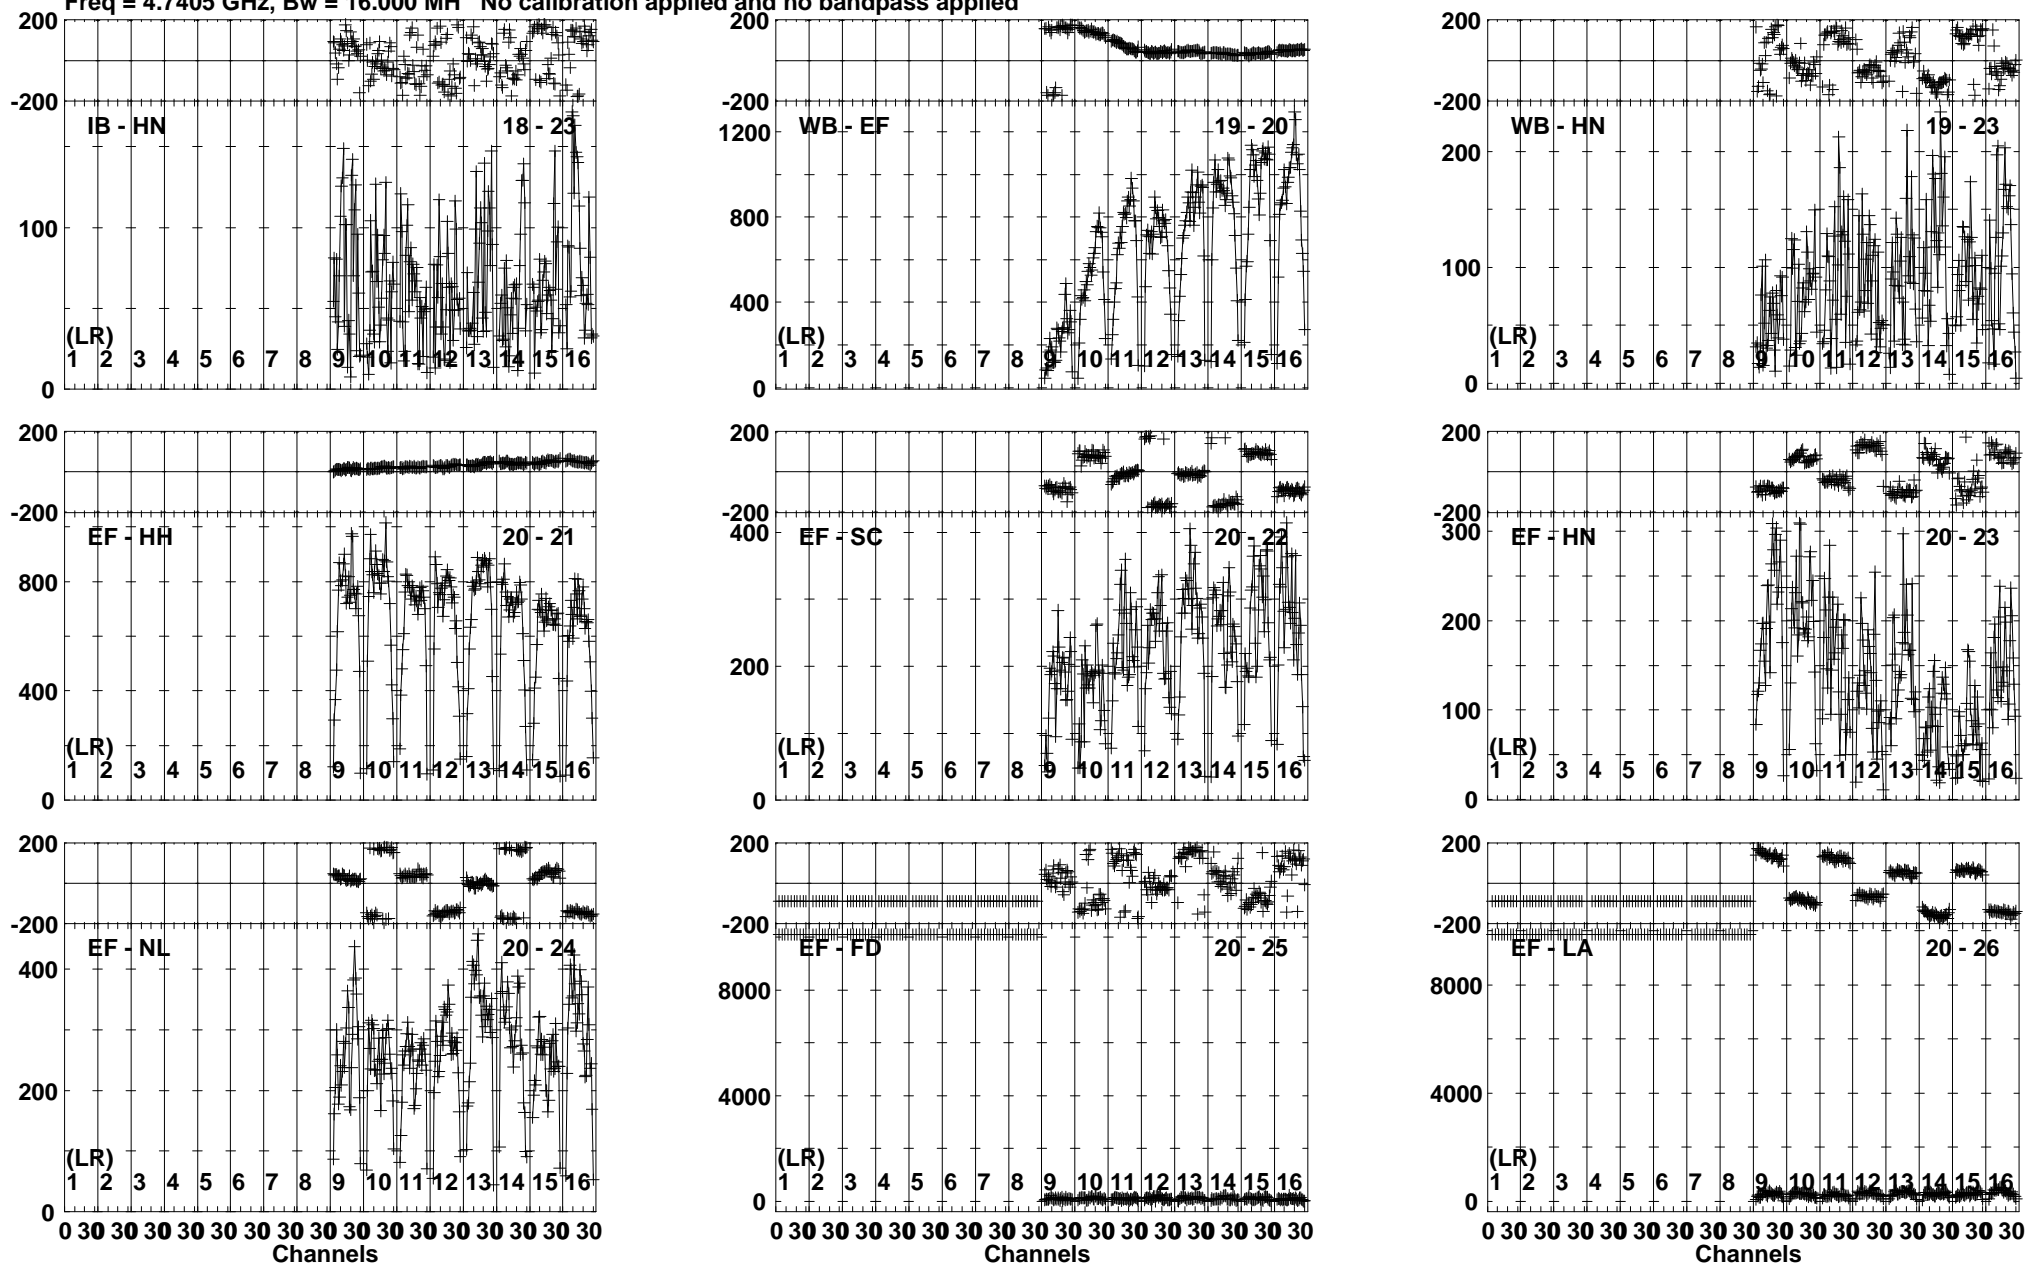 Freq = 4.7405 GHz, Bw = 16.000 MH No calibration applied and no bandpass applied
200
-200
IB - HN
18 - 23
100
0
(LR)
1 2 3 4 5 6 7 8 9 10 11 12 13 14 15 16
200
-200
WB - EF
19 - 20
1200
800
400
0
(LR)
1 2 3 4 5 6 7 8 9 10 11 12 13 14 15 16
200
-200
WB - HN
19 - 23
200
100
0
(LR)
1 2 3 4 5 6 7 8 9 10 11 12 13 14 15 16
200
-200
EF - HH
20 - 21
800
400
0
(LR)
1 2 3 4 5 6 7 8 9 10 11 12 13 14 15 16
200
-200
EF - SC
20 - 22
400
200
0
(LR)
1 2 3 4 5 6 7 8 9 10 11 12 13 14 15 16
200
-200
EF - HN
20 - 23
300
200
100
0
(LR)
1 2 3 4 5 6 7 8 9 10 11 12 13 14 15 16
200
-200
EF - NL
20 - 24
400
200
0
(LR)
1 2 3 4 5 6 7 8 9 10 11 12 13 14 15 16
0 30 30 30 30 30 30 30 30 30 30 30 30 30 30 30 30
Channels
200
-200
EF - FD
20 - 25
8000
4000
0
(LR)
1 2 3 4 5 6 7 8 9 10 11 12 13 14 15 16
0 30 30 30 30 30 30 30 30 30 30 30 30 30 30 30 30
Channels
200
-200
EF - LA
20 - 26
8000
4000
0
(LR)
1 2 3 4 5 6 7 8 9 10 11 12 13 14 15 16
0 30 30 30 30 30 30 30 30 30 30 30 30 30 30 30 30
Channels